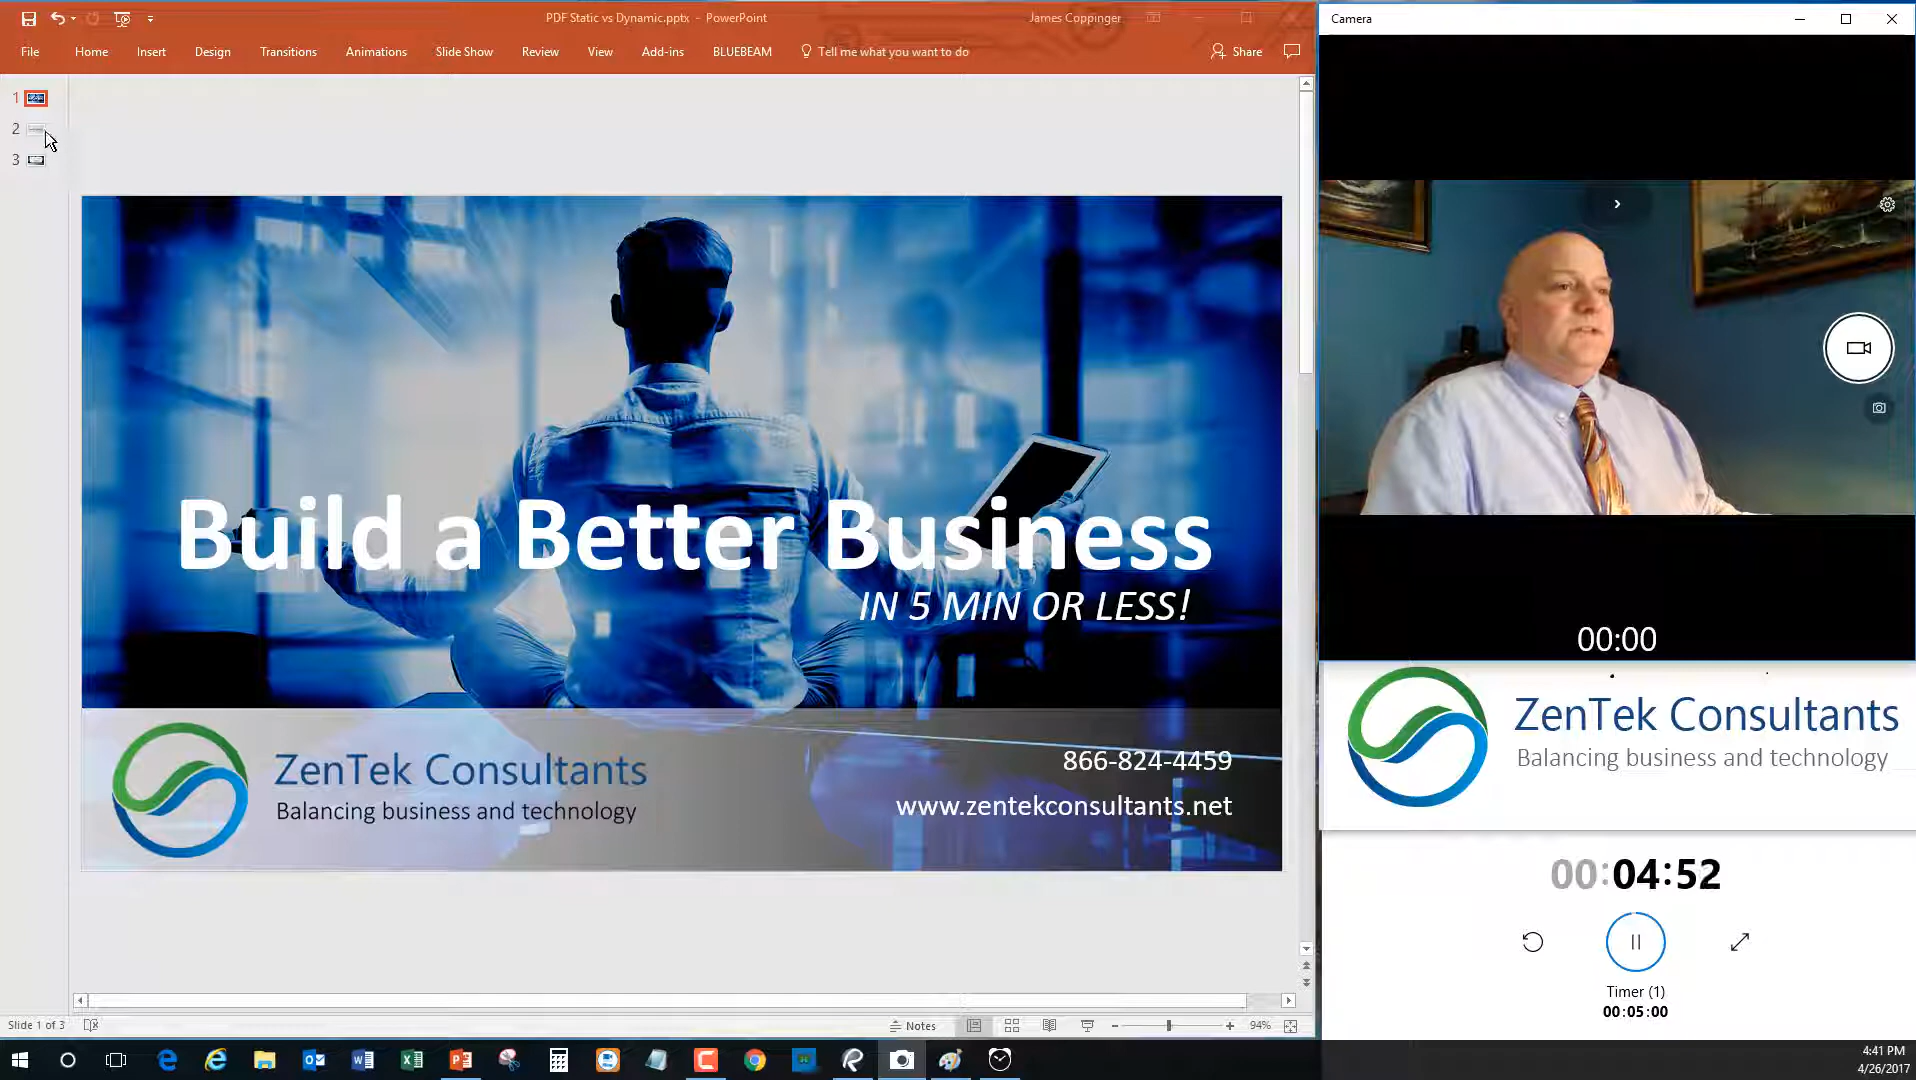 PDF Static vs Dynamic.pptx - PowerPoint
James Coppinger
File Home Insert Design Transitions Animations Slide Show Review View Add-ins BLUEBEAM Tell me what you want to do Share
1
2
3
Build a Better Business
IN 5 MIN OR LESS!
ZenTek Consultants
Balancing business and technology
866-824-4459
www.zentekconsultants.net
Slide 1 of 3
Notes
94%
Camera
00:00
ZenTek Consultants
Balancing business and technology
00:04:52
Timer (1)
00:05:00
4:41 PM
4/26/2017